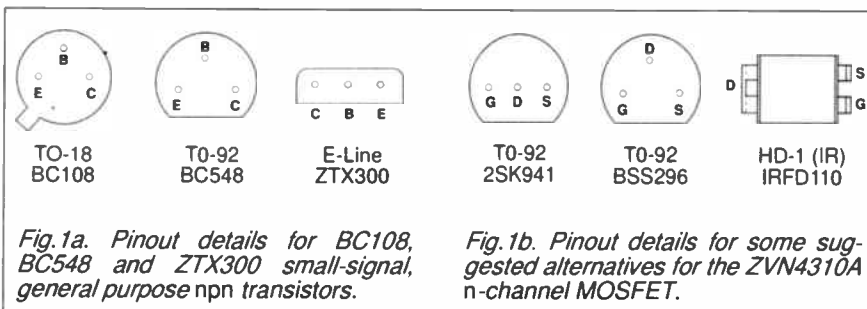 B
E C
TO-18
BC108
B
E C
T0-92
BC548
C B E
E-Line
ZTX300
Fig.1a. Pinout details for BC108,
BC548 and ZTX300 small-signal,
general purpose npn transistors.
G D S
T0-92
2SK941
D
G S
T0-92
BSS296
D
S
G
HD-1 (IR)
IRFD110
Fig.1b. Pinout details for some sug-
gested alternatives for the ZVN4310A
n-channel MOSFET.